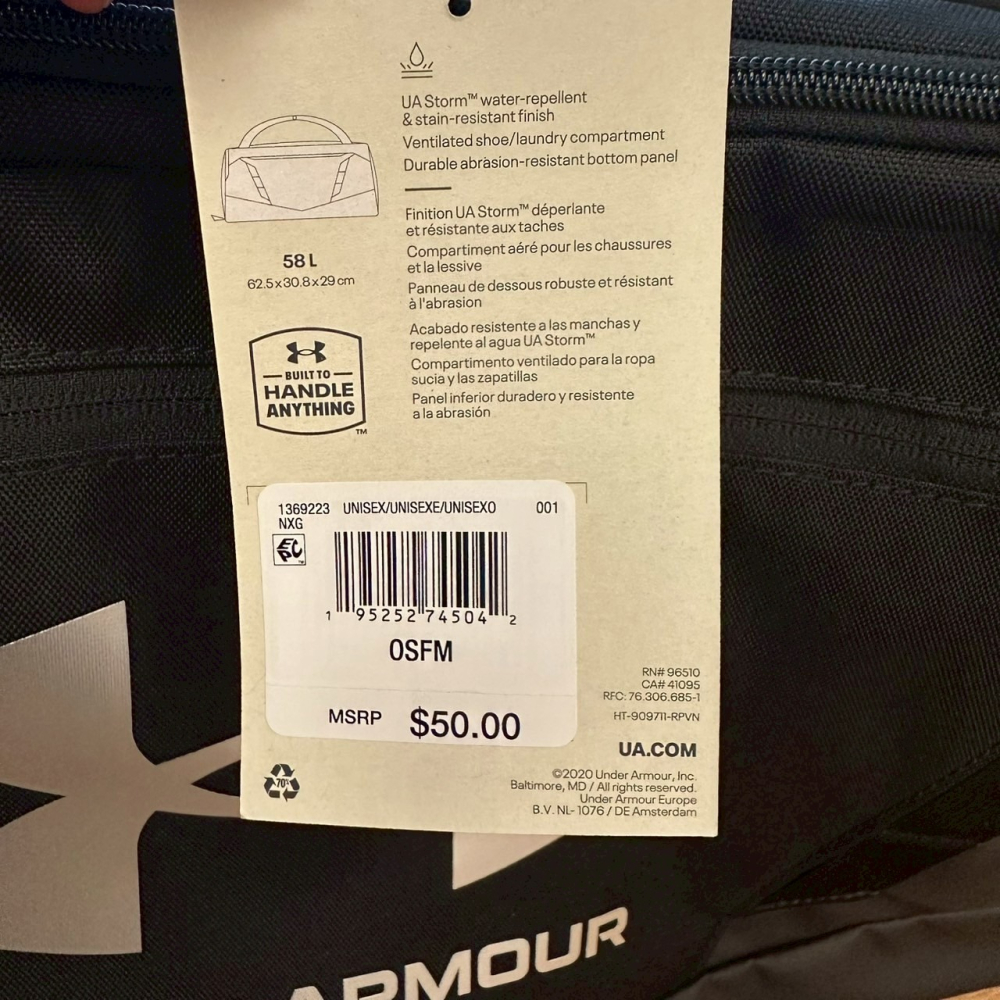 UA Storm™ water-repellent
& stain-resistant finish
Ventilated shoe/laundry compartment
Durable abrasion-resistant bottom panel
Finition UA Storm™ déperlante
et résistante aux taches
Compartiment aéré pour les chaussures
et la lessive
Panneau de dessous robuste et résistant
à l'abrasion
Acabado resistente a las manchas y
repelente al agua UA Storm™
Compartimento ventilado para la ropa
sucia y las zapatillas
Panel inferior duradero y resistente
a la abrasión
58 L
62.5x30.8x29 cm
BUILT TO
HANDLE
ANYTHING
™
1369223 UNISEX/UNISEXE/UNISEXO 001
NXG
EPC
1 95252 74504 2
OSFM
MSRP $50.00
RN# 96510
CA# 41095
RFC: 76.306.685-1
HT-909711-RPVN
UA.COM
70%
©2020 Under Armour, Inc.
Baltimore, MD / All rights reserved.
Under Armour Europe
B.V. NL- 1076 / DE Amsterdam
ARMOUR